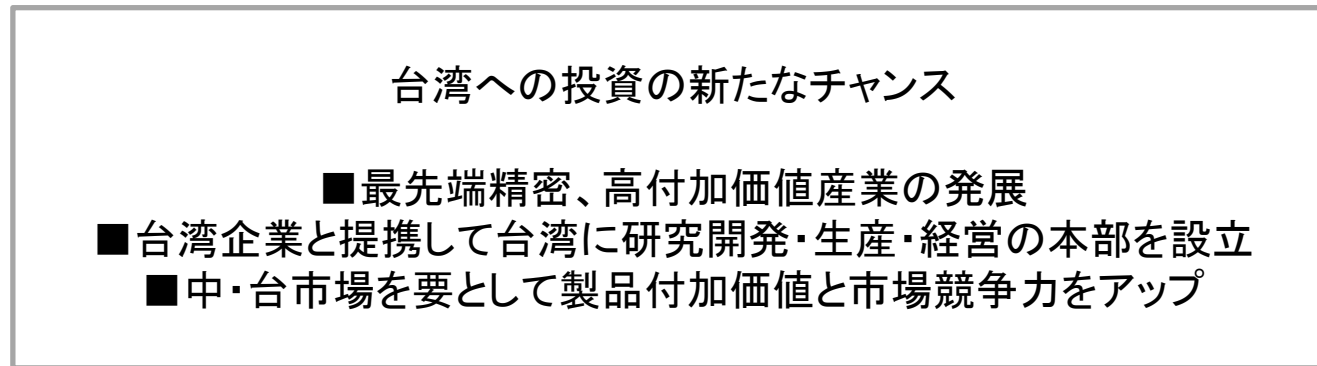 台湾への投資の新たなチャンス
■最先端精密、高付加価値産業の発展
■台湾企業と提携して台湾に研究開発・生産・経営の本部を設立
■中・台市場を要として製品付加価値と市場競争力をアップ